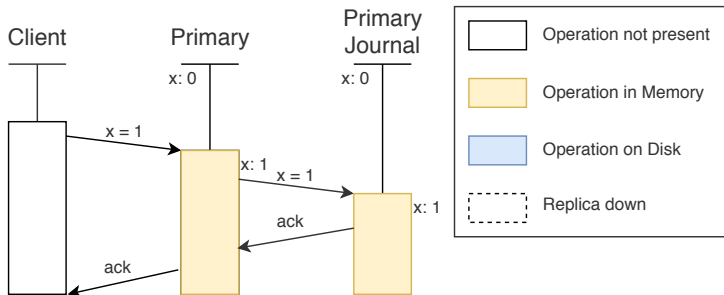 Client
Primary
Primary
Journal
x: 0
x: 0
x = 1
x: 1
x = 1
x: 1
ack
ack
Operation not present
Operation in Memory
Operation on Disk
Replica down